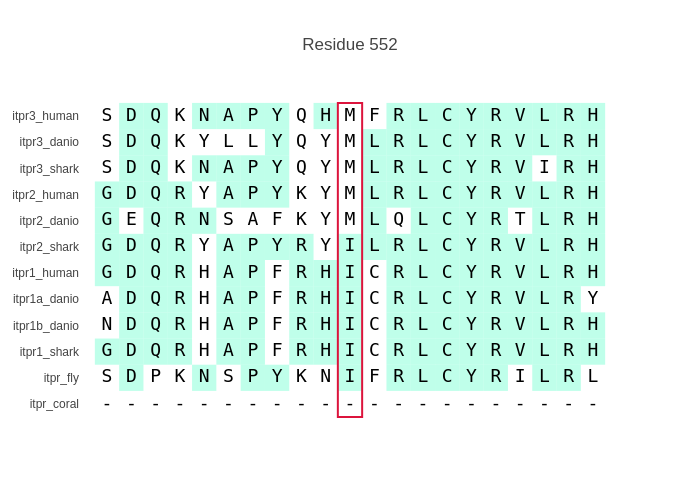 Residue 552
itpr3_human S D Q K N A P Y Q H M F R L C Y R V L R H
itpr3_danio S D Q K Y L L Y Q Y M L R L C Y R V L R H
itpr3_shark S D Q K N A P Y Q Y M L R L C Y R V I R H
itpr2_human G D Q R Y A P Y K Y M L R L C Y R V L R H
itpr2_danio G E Q R N S A F K Y M L Q L C Y R T L R H
itpr2_shark G D Q R Y A P Y R Y I L R L C Y R V L R H
itpr1_human G D Q R H A P F R H I C R L C Y R V L R H
itpr1a_danio A D Q R H A P F R H I C R L C Y R V L R Y
itpr1b_danio N D Q R H A P F R H I C R L C Y R V L R H
itpr1_shark G D Q R H A P F R H I C R L C Y R V L R H
itpr_fly S D P K N S P Y K N I F R L C Y R I L R L
itpr_coral - - - - - - - - - - - - - - - - - - - - -